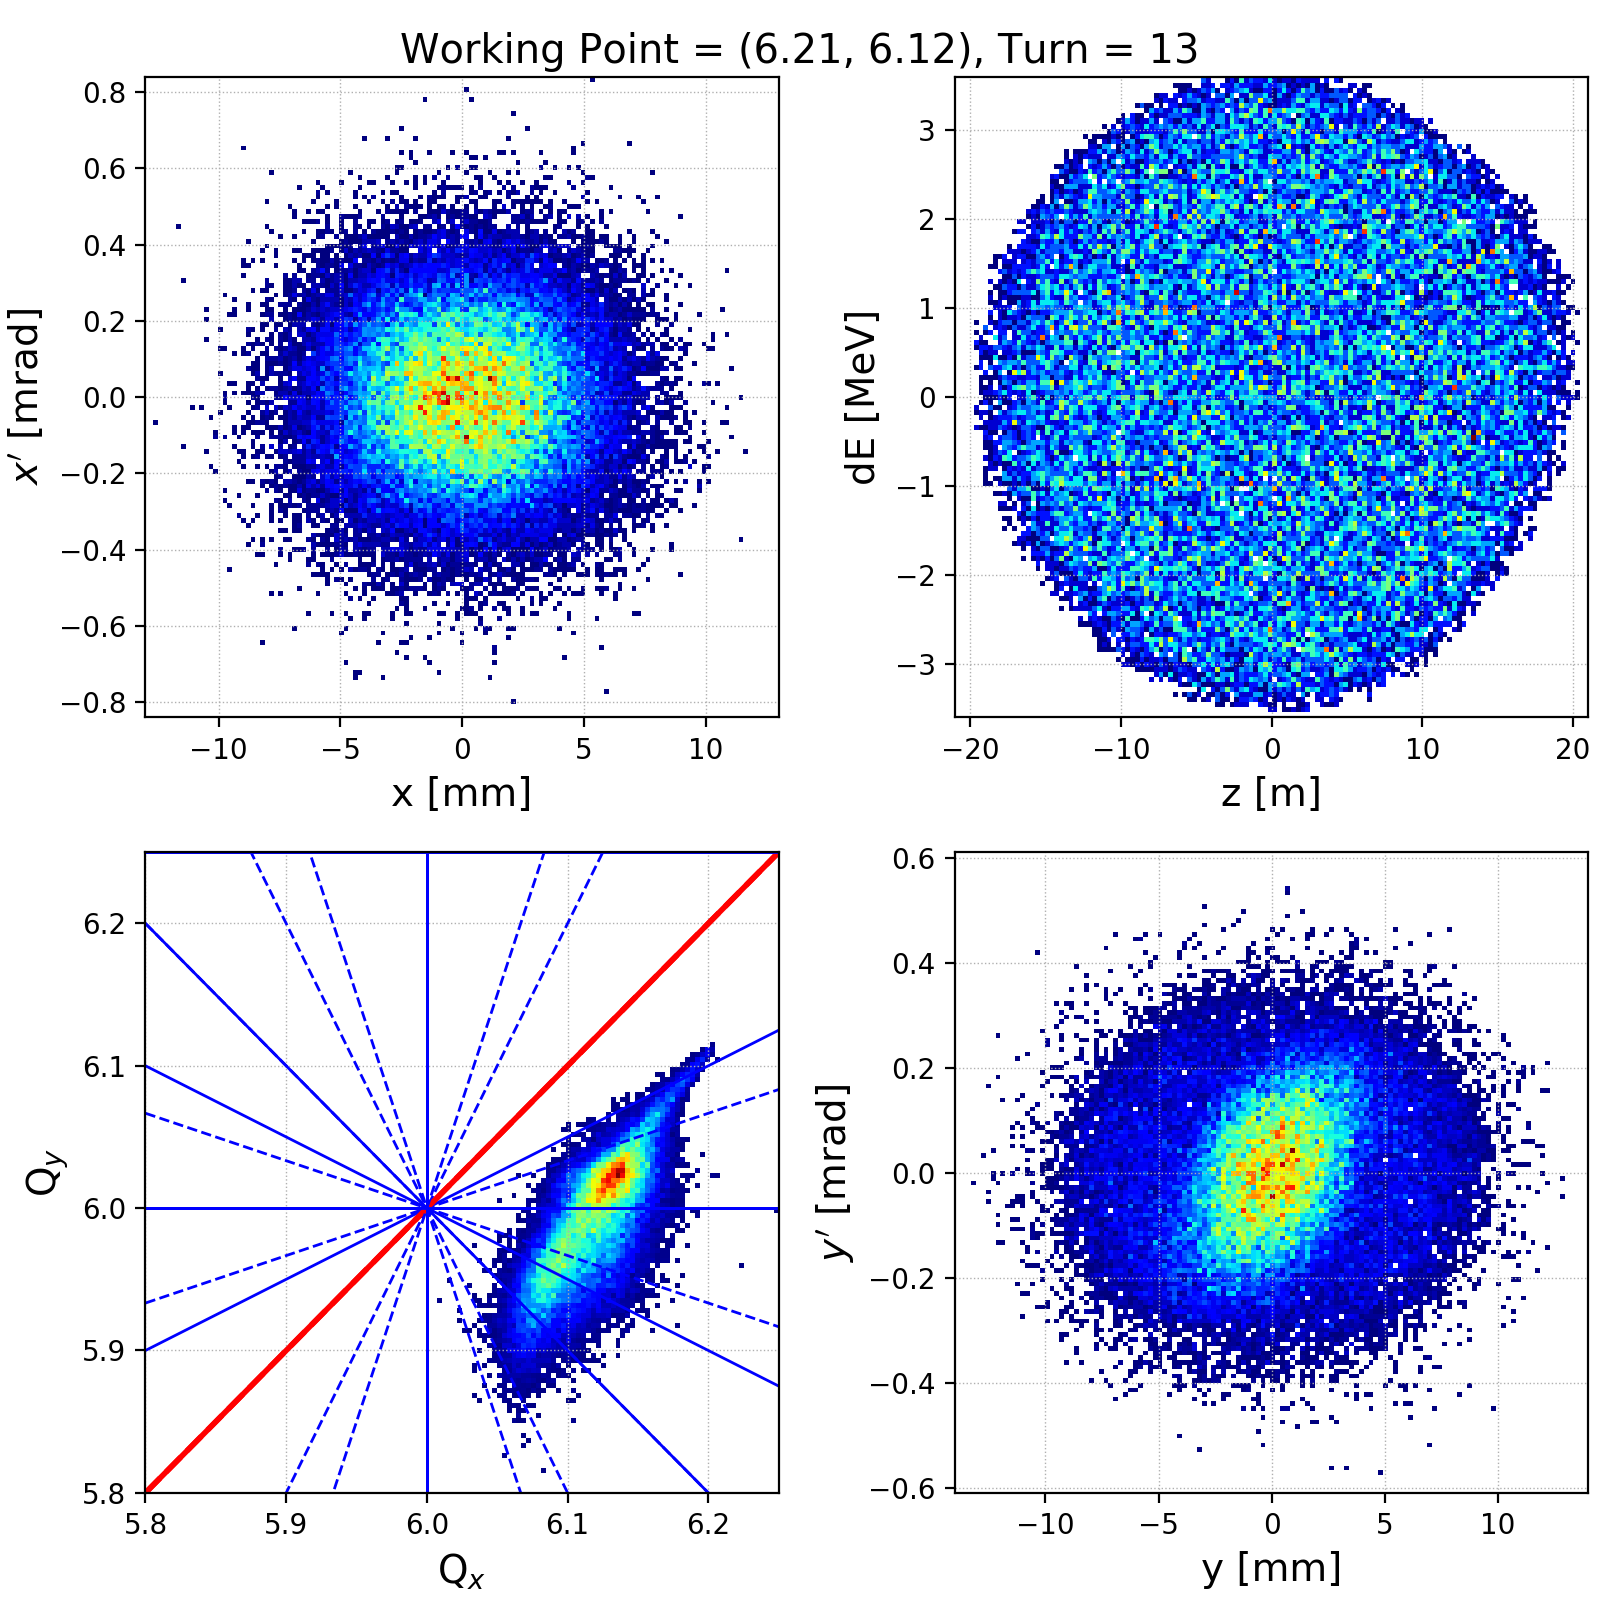 Working Point = (6.21, 6.12), Turn = 13
0.8
0.6
0.4
0.2
0.0
−0.2
−0.4
−0.6
−0.8
x′ [mrad]
−10 −5 0 5 10
x [mm]
3
2
1
0
−1
−2
−3
dE [MeV]
−20 −10 0 10 20
z [m]
6.2
6.1
6.0
5.9
5.8
Qy
5.8 5.9 6.0 6.1 6.2
Qx
0.6
0.4
0.2
0.0
−0.2
−0.4
−0.6
y′ [mrad]
−10 −5 0 5 10
y [mm]